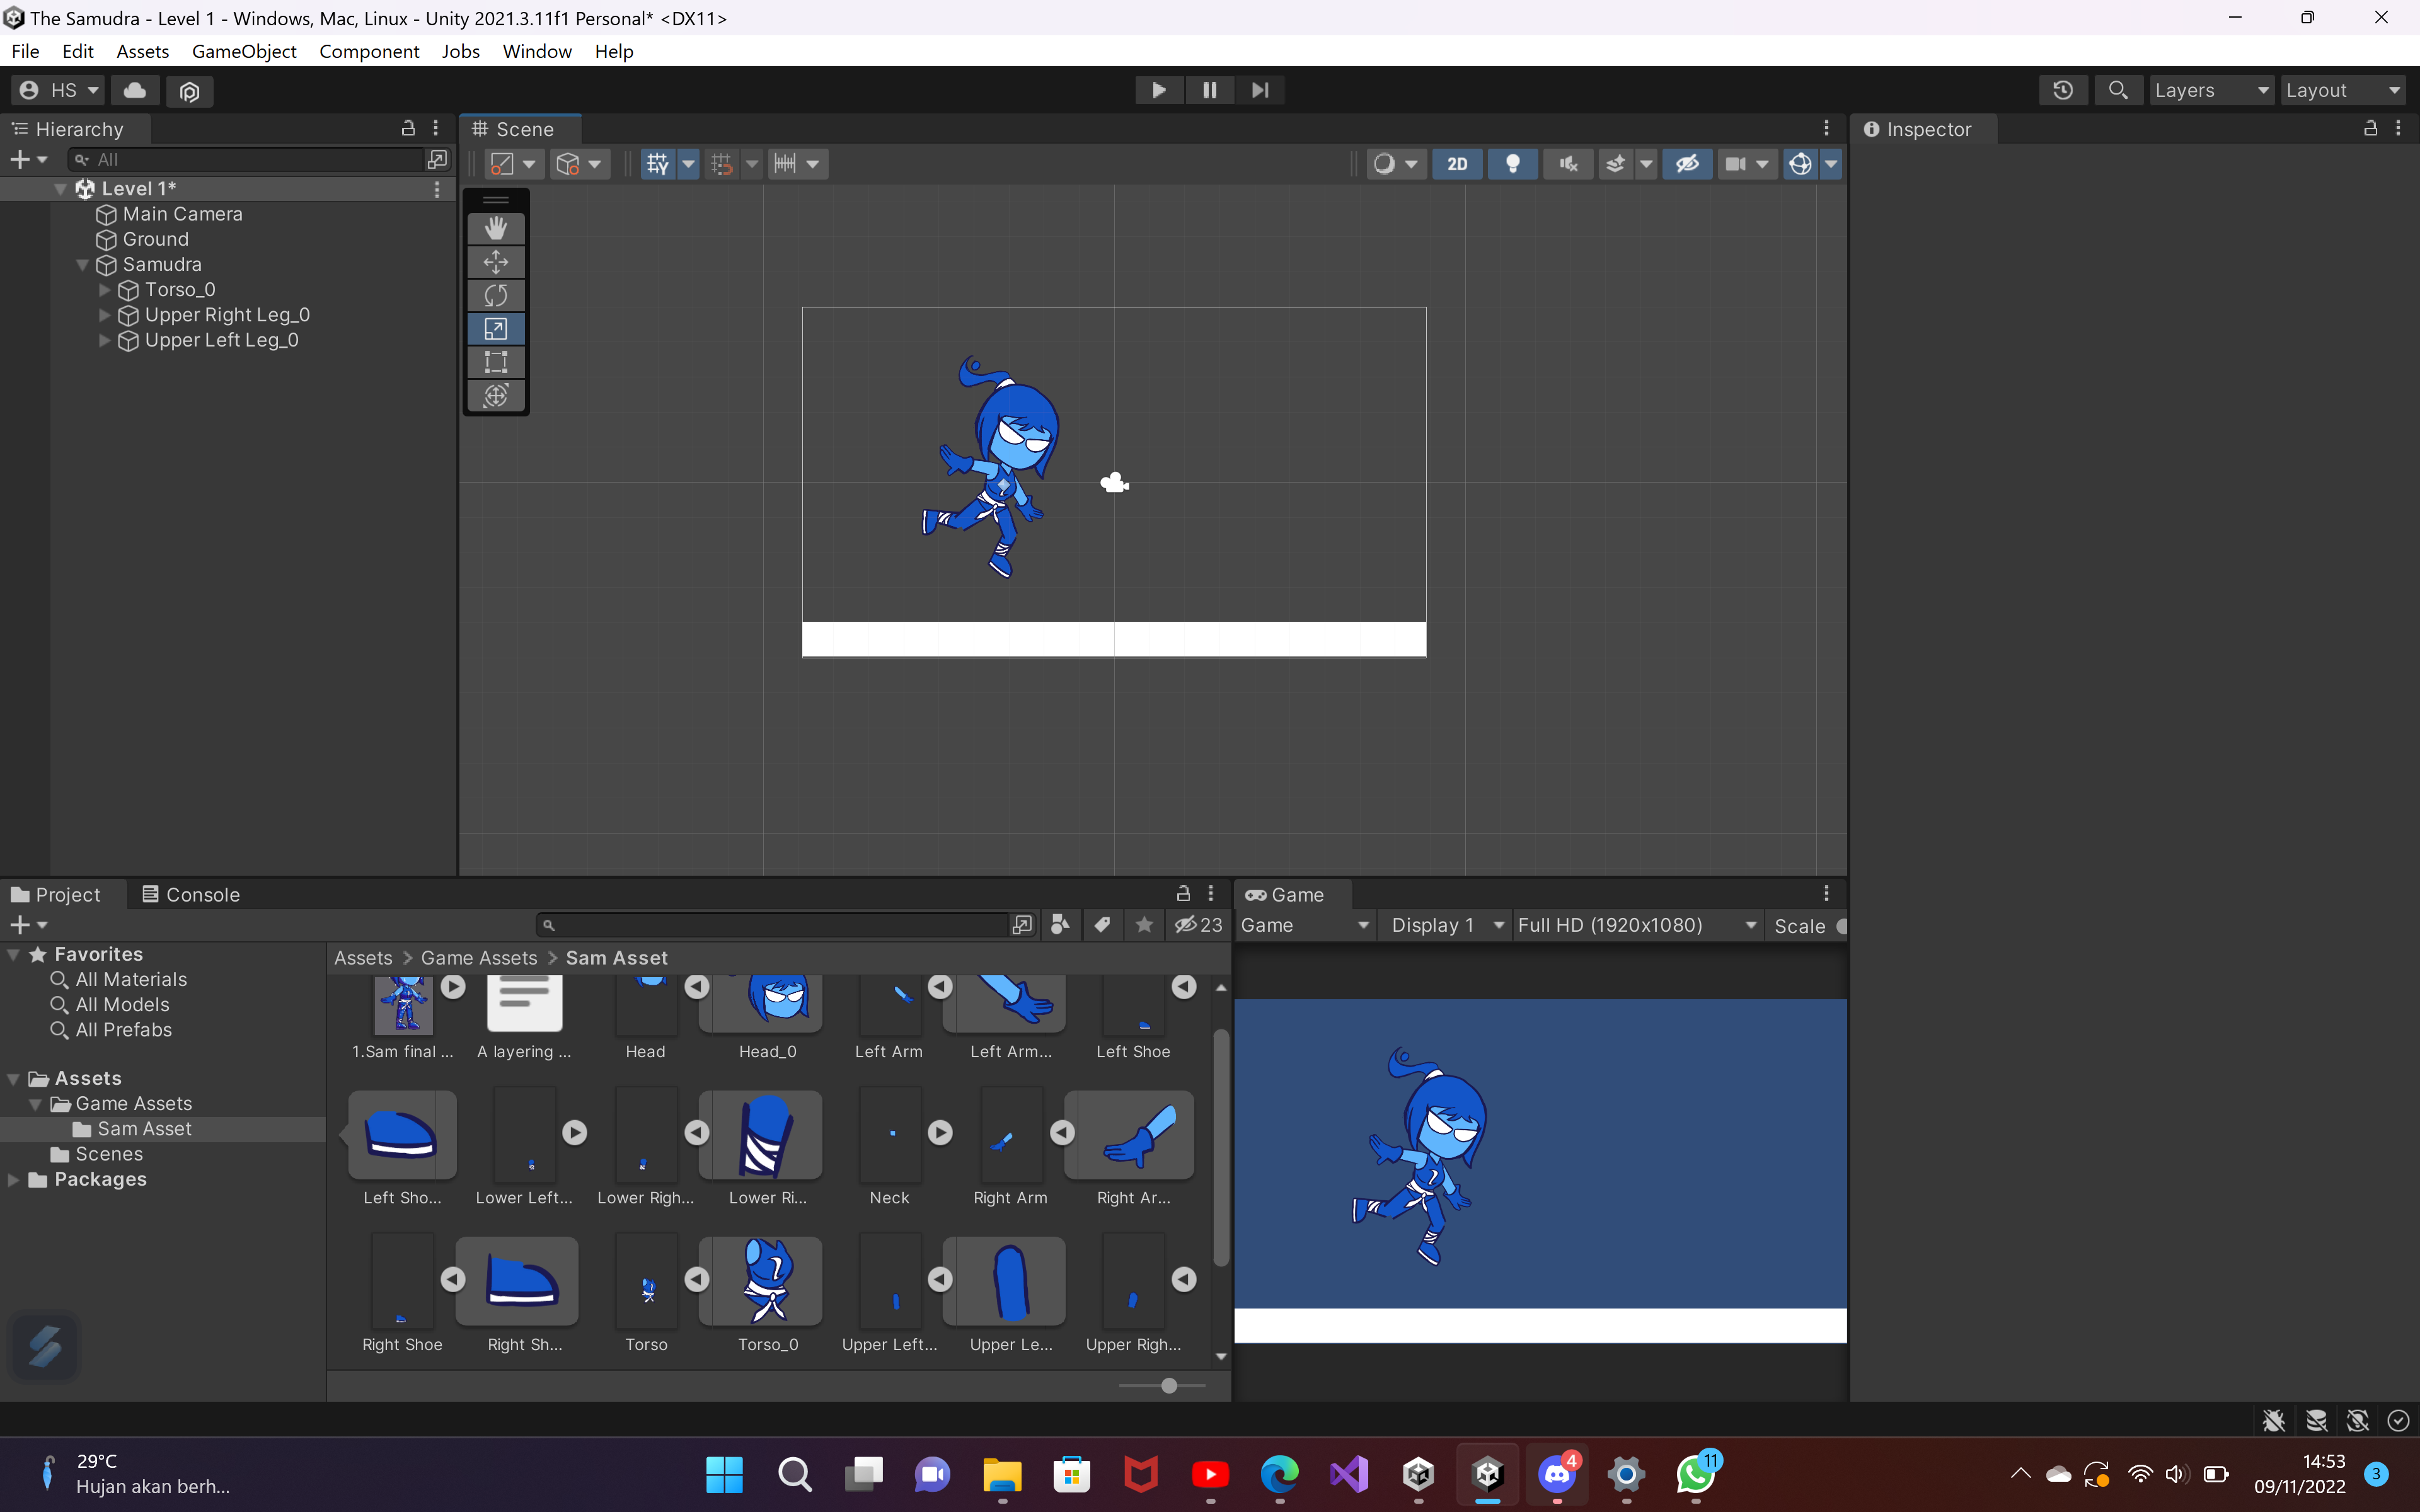 The Samudra - Level 1 - Windows, Mac, Linux - Unity 2021.3.11f1 Personal* <DX11>
File Edit Assets GameObject Component Jobs Window Help
HS
Layers
Layout
Hierarchy
Scene
Inspector
All
2D
Level 1*
Main Camera
Ground
Samudra
Torso_0
Upper Right Leg_0
Upper Left Leg_0
Project
Console
Game
23
Game
Display 1
Full HD (1920x1080)
Scale
Favorites
All Materials
All Models
All Prefabs
Assets
Game Assets
Sam Asset
Scenes
Packages
Assets > Game Assets > Sam Asset
1.Sam final ...
A layering ...
Head
Head_0
Left Arm
Left Arm...
Left Shoe
Left Sho...
Lower Left...
Lower Righ...
Lower Ri...
Neck
Right Arm
Right Ar...
Right Shoe
Right Sh...
Torso
Torso_0
Upper Left...
Upper Le...
Upper Righ...
29°C
Hujan akan berh...
4
11
14:53
09/11/2022
3